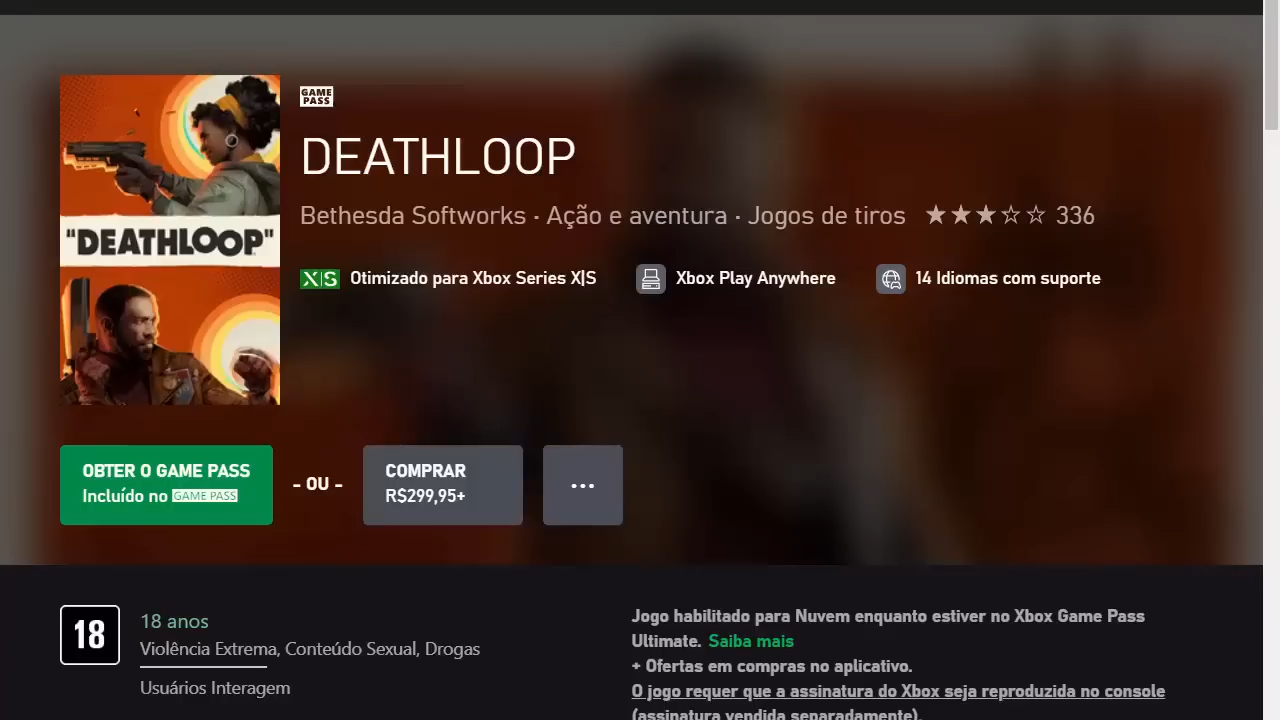 GAME
PASS
DEATHLOOP
Bethesda Softworks · Ação e aventura · Jogos de tiros ★★★☆☆ 336
"DEATHLOOP"
X|S Otimizado para Xbox Series X|S
Xbox Play Anywhere
14 Idiomas com suporte
OBTER O GAME PASS
Incluído no GAME PASS
- OU -
COMPRAR
R$299,95+
...
18
18 anos
Violência Extrema, Conteúdo Sexual, Drogas
Usuários Interagem
Jogo habilitado para Nuvem enquanto estiver no Xbox Game Pass
Ultimate. Saiba mais
+ Ofertas em compras no aplicativo.
O jogo requer que a assinatura do Xbox seja reproduzida no console
(assinatura vendida separadamente).